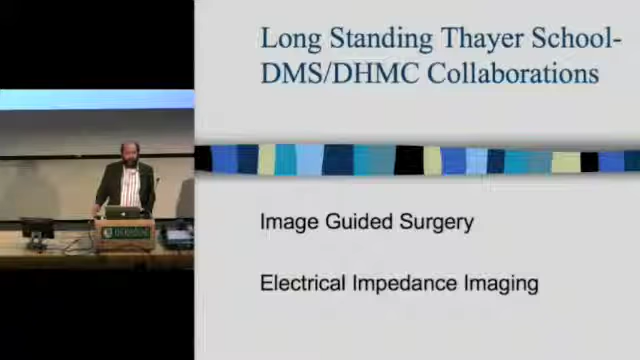 Long Standing Thayer School-
DMS/DHMC Collaborations
Image Guided Surgery
Electrical Impedance Imaging